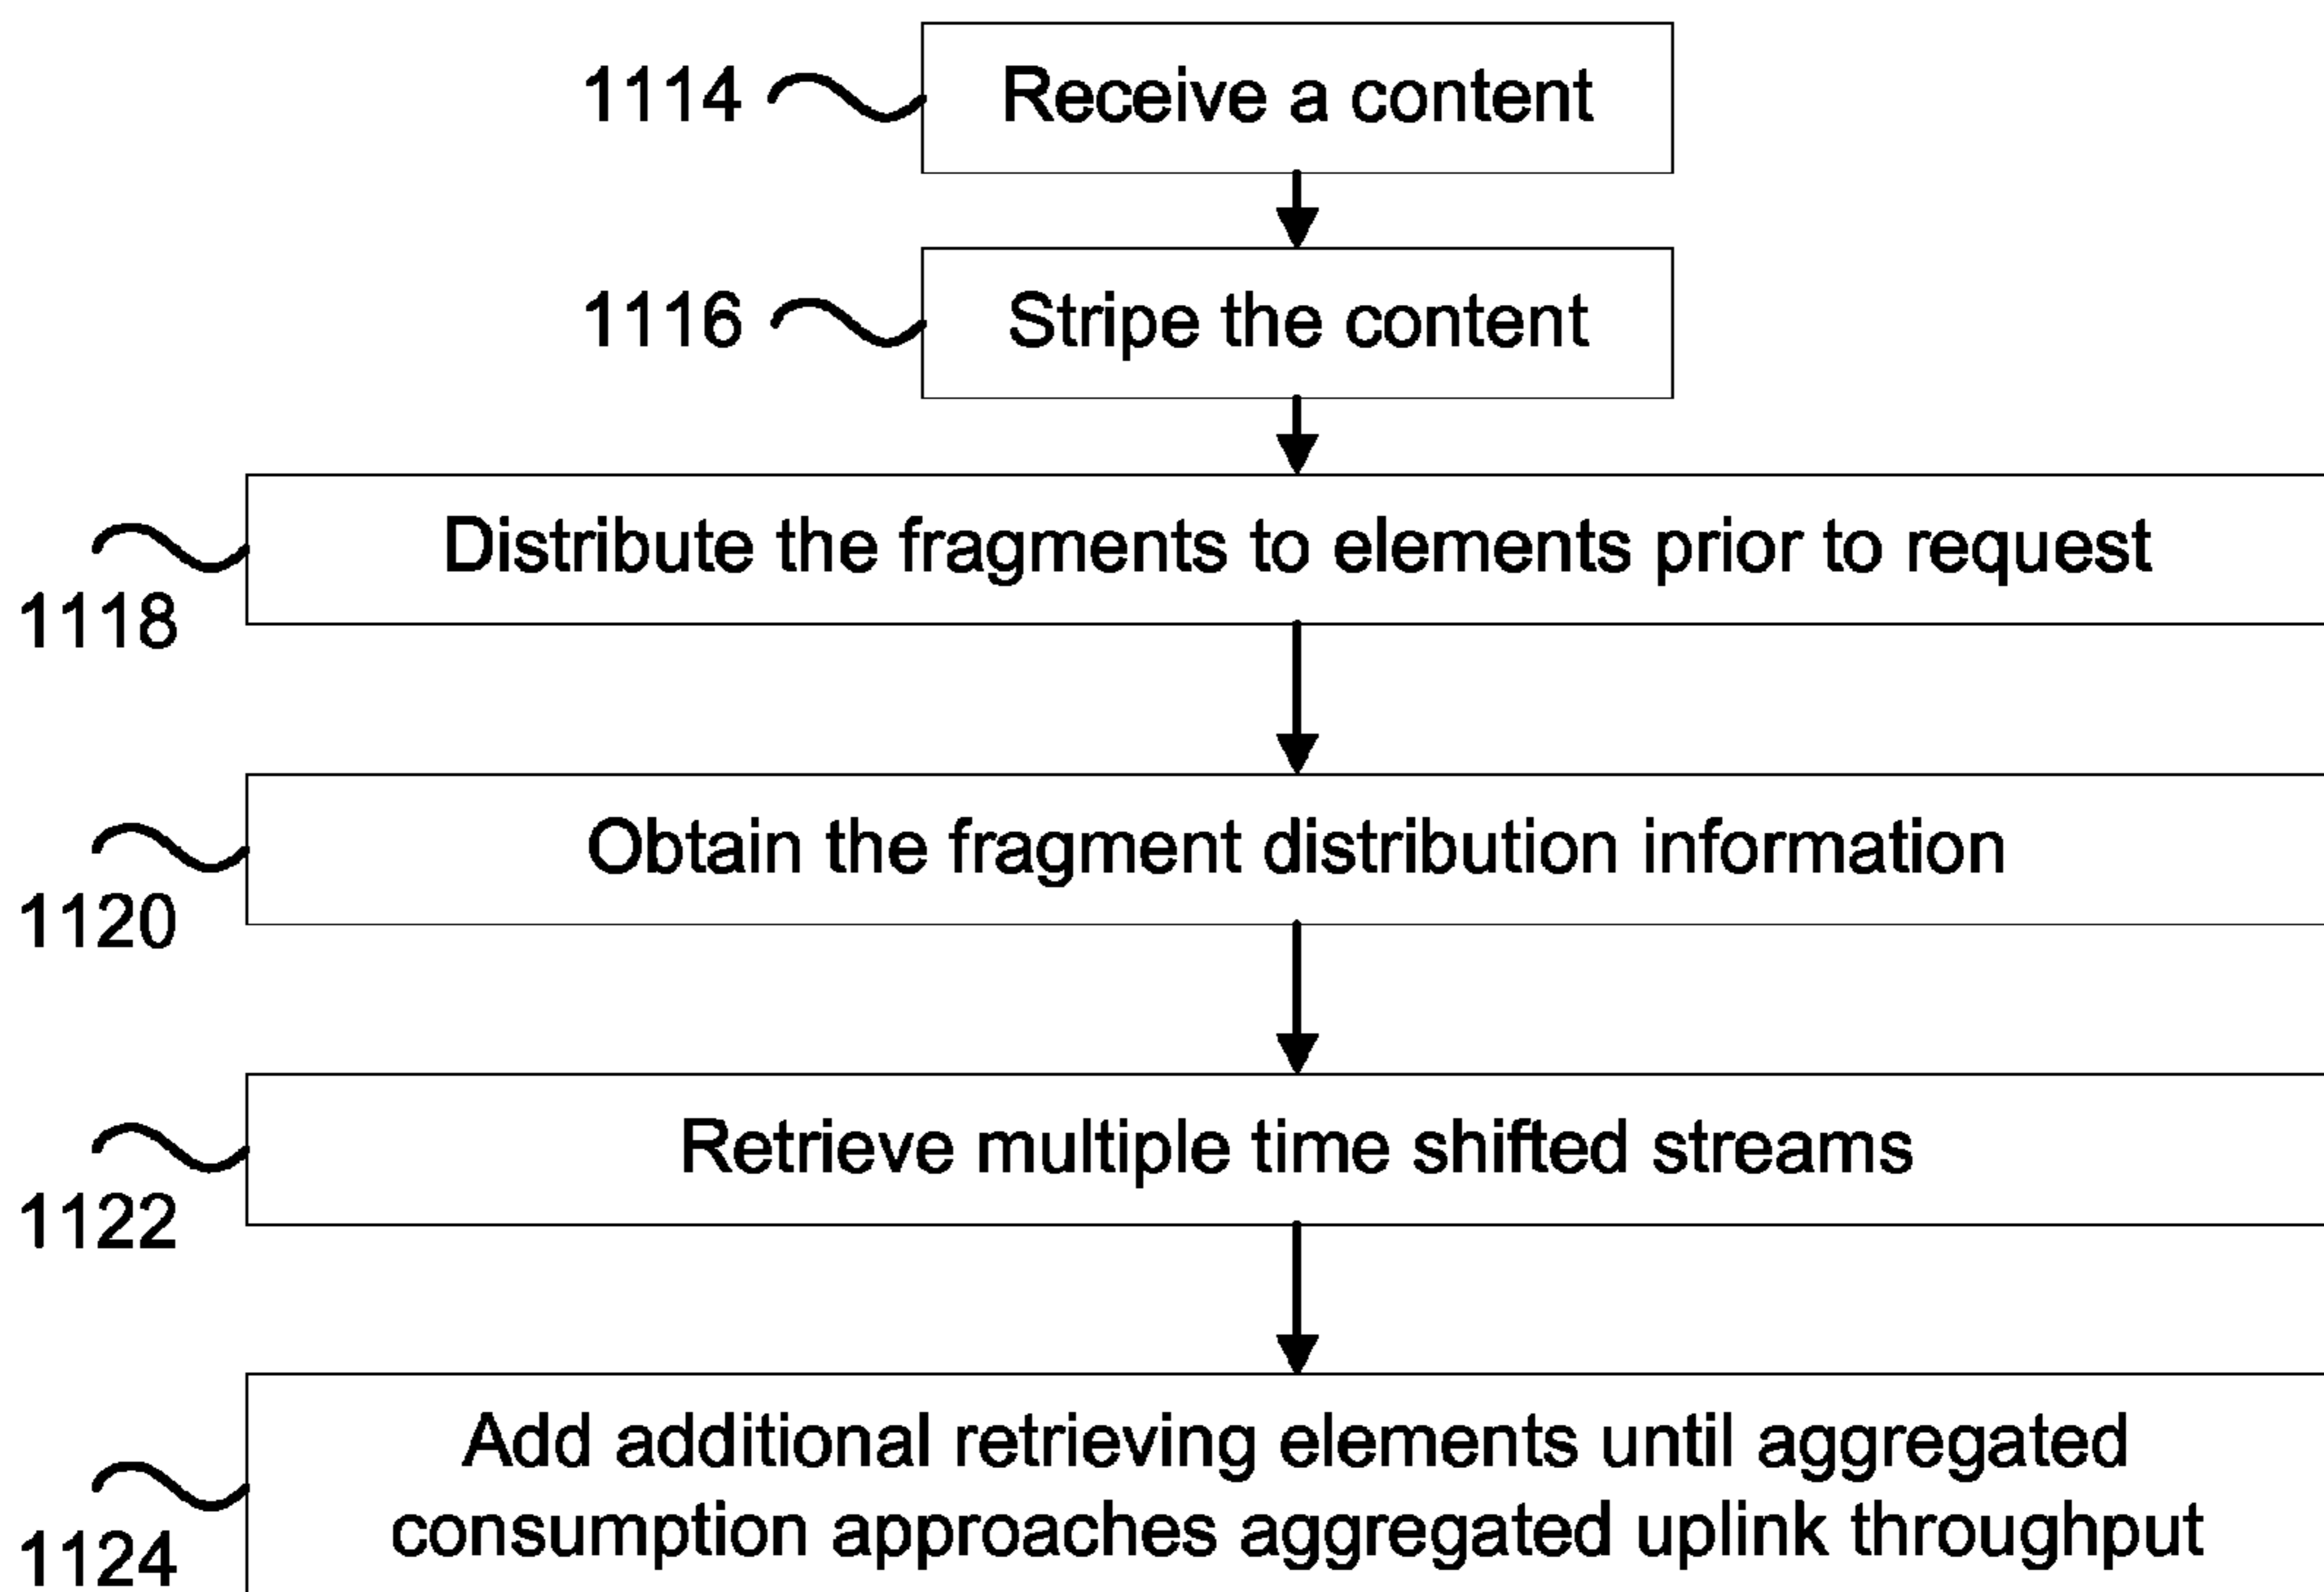 1114 Receive a content
1116 Stripe the content
Distribute the fragments to elements prior to request
1118
Obtain the fragment distribution information
1120
Retrieve multiple time shifted streams
1122
Add additional retrieving elements until aggregated
consumption approaches aggregated uplink throughput
1124